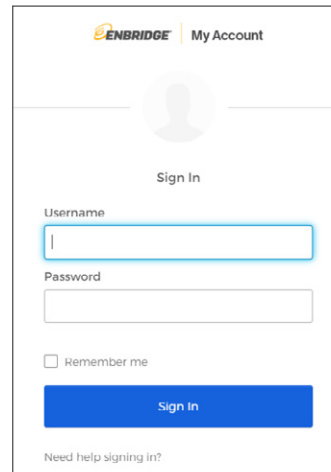 ENBRIDGE My Account
Sign In
Username
Password
Remember me
Sign In
Need help signing in?